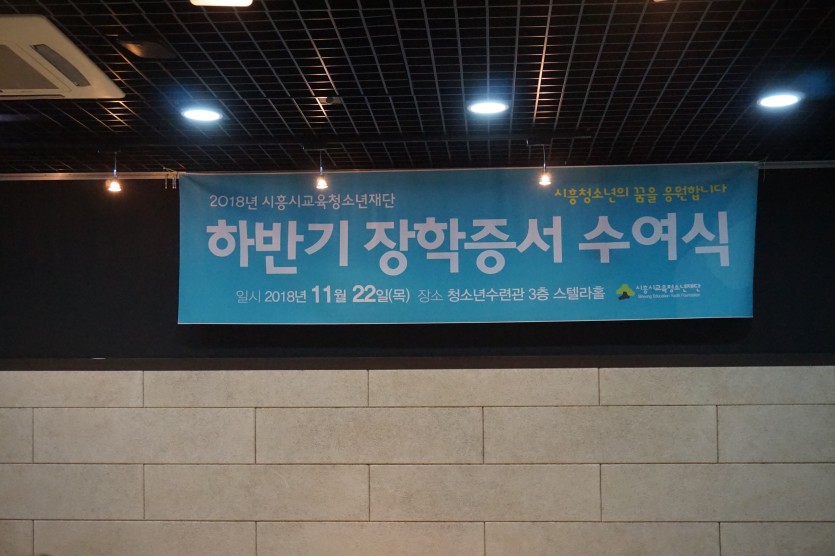 2018년 시흥시교육청소년재단
시흥청소년의 꿈을 응원합니다
하반기 장학증서 수여식
일시 2018년 11월 22일(목) 장소 청소년수련관 3층 스텔라홀
시흥시교육청소년재단
Siheung Education Youth Foundation